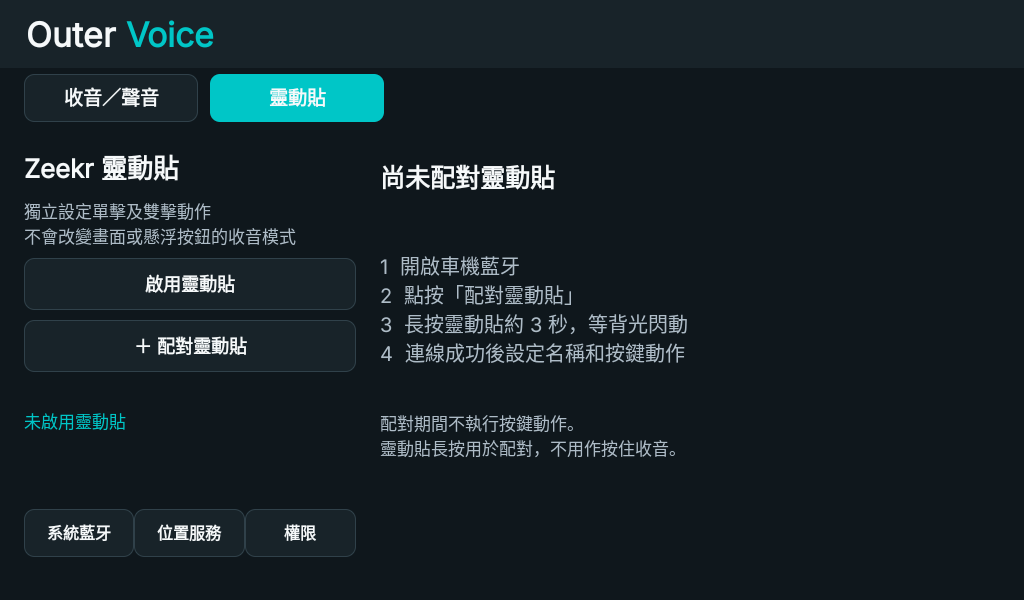 Outer Voice
收音／聲音
靈動貼
Zeekr 靈動貼
獨立設定單擊及雙擊動作
不會改變畫面或懸浮按鈕的收音模式
啟用靈動貼
＋ 配對靈動貼
未啟用靈動貼
系統藍牙
位置服務
權限
尚未配對靈動貼
1 開啟車機藍牙
2 點按「配對靈動貼」
3 長按靈動貼約 3 秒，等背光閃動
4 連線成功後設定名稱和按鍵動作
配對期間不執行按鍵動作。
靈動貼長按用於配對，不用作按住收音。